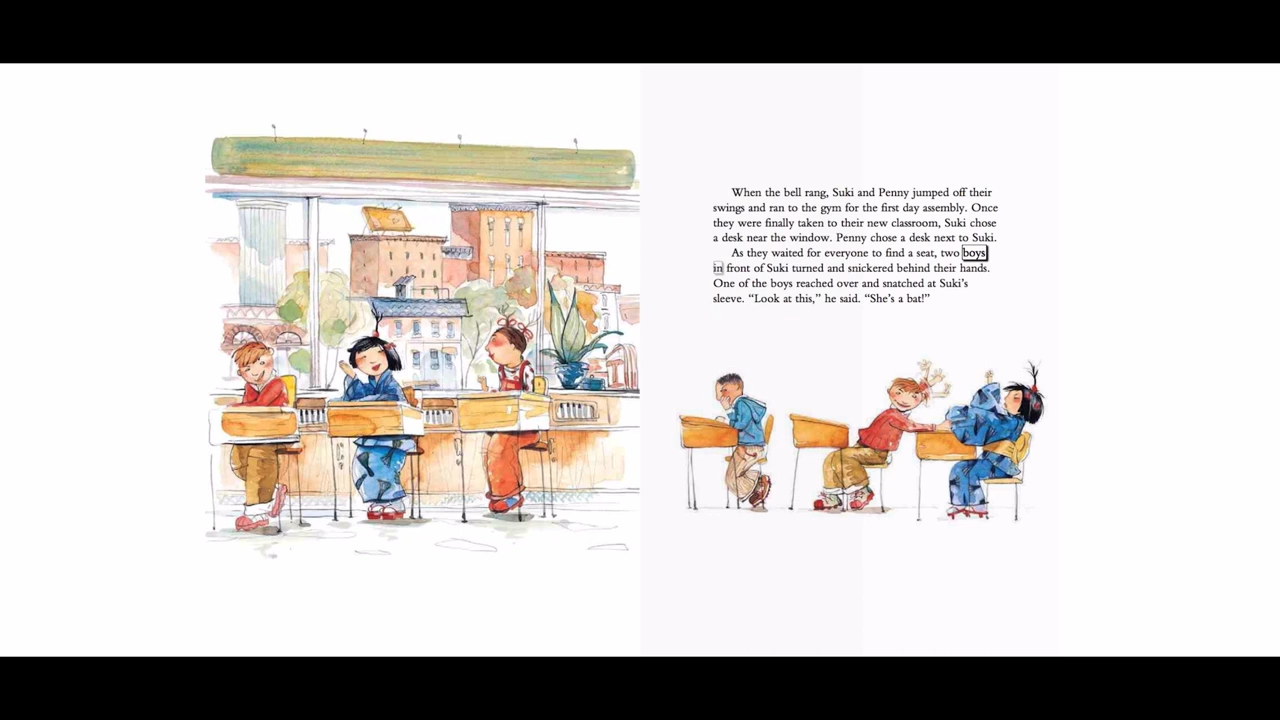 When the bell rang, Suki and Penny jumped off their
swings and ran to the gym for the first day assembly. Once
they were finally taken to their new classroom, Suki chose
a desk near the window. Penny chose a desk next to Suki.
As they waited for everyone to find a seat, two boys
in front of Suki turned and snickered behind their hands.
One of the boys reached over and snatched at Suki’s
sleeve. “Look at this,” he said. “She’s a bat!”